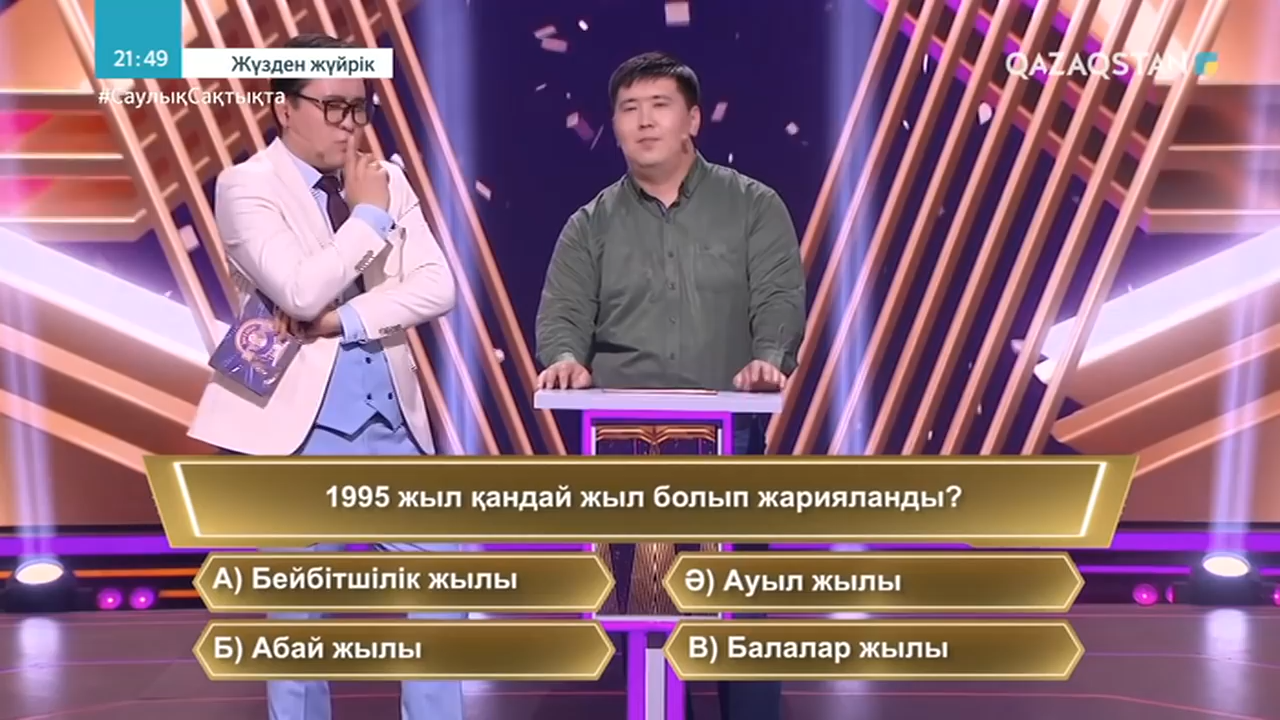 21:49
Жүзден жүйрік
#СаулықСақтықта
QAZAQSTAN
1995 жыл қандай жыл болып жарияланды?
А) Бейбітшілік жылы
Ә) Ауыл жылы
Б) Абай жылы
В) Балалар жылы